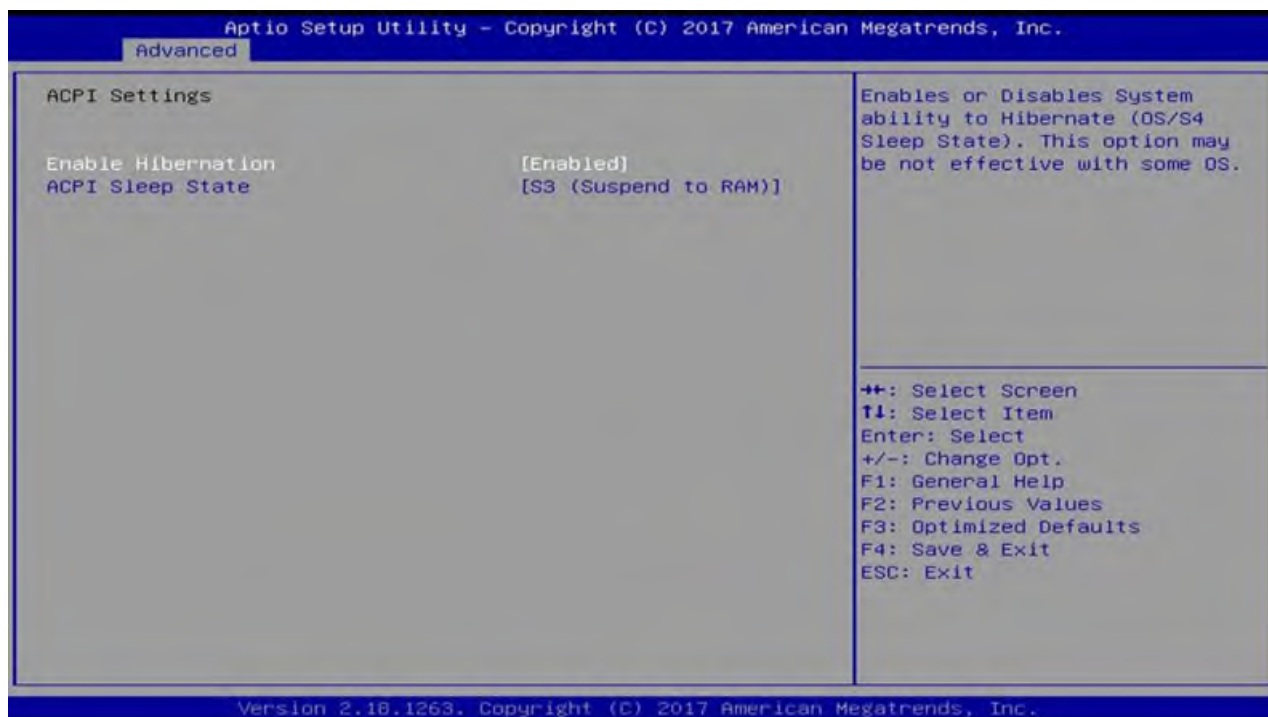 Aptio Setup Utility – Copyright (C) 2017 American Megatrends, Inc.
Advanced
ACPI Settings
Enable Hibernation [Enabled]
ACPI Sleep State [S3 (Suspend to RAM)]
Enables or Disables System
ability to Hibernate (OS/S4
Sleep State). This option may
be not effective with some OS.
→←: Select Screen
↑↓: Select Item
Enter: Select
+/-: Change Opt.
F1: General Help
F2: Previous Values
F3: Optimized Defaults
F4: Save & Exit
ESC: Exit
Version 2.18.1263. Copyright (C) 2017 American Megatrends, Inc.